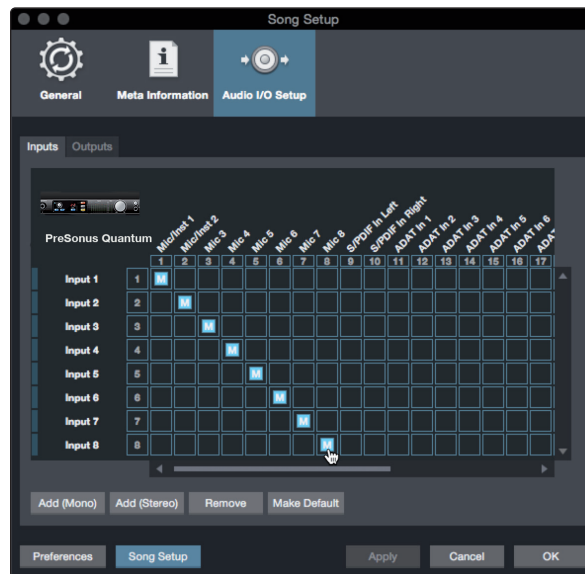 Song Setup
General
Meta Information
Audio I/O Setup
Inputs
Outputs
PreSonus Quantum
Mic/Inst 1
Mic/Inst 2
Mic 3
Mic 4
Mic 5
Mic 6
Mic 7
Mic 8
S/PDIF In Left
S/PDIF In Right
ADAT In 1
ADAT In 2
ADAT In 3
ADAT In 4
ADAT In 5
ADAT In 6
ADAT
1 2 3 4 5 6 7 8 9 10 11 12 13 14 15 16 17
Input 1 1 M
Input 2 2 M
Input 3 3 M
Input 4 4 M
Input 5 5 M
Input 6 6 M
Input 7 7 M
Input 8 8 M
Add (Mono) Add (Stereo) Remove Make Default
Preferences Song Setup Apply Cancel OK